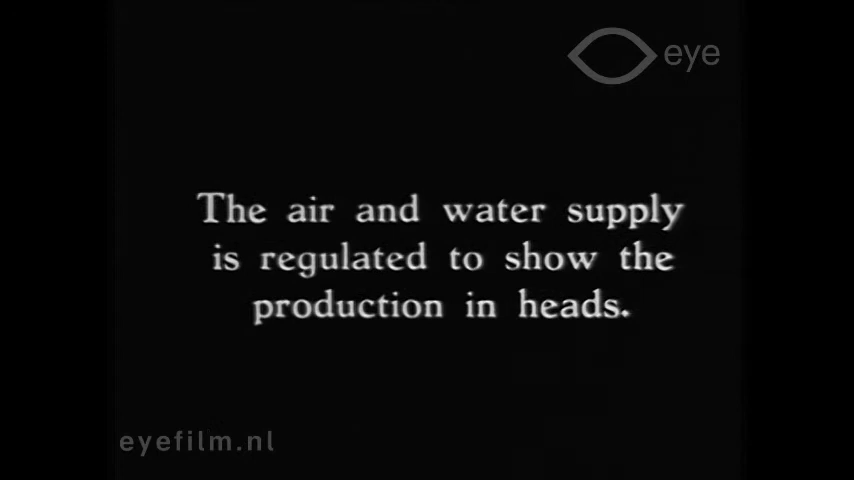 eye
The air and water supply
is regulated to show the
production in heads.
eyefilm.nl